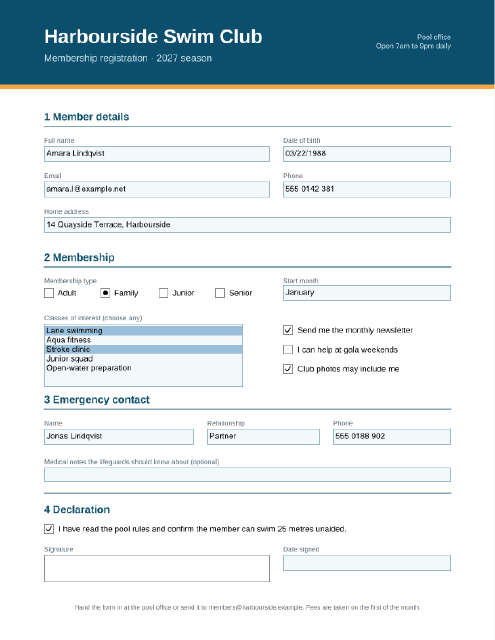 Harbourside Swim Club
Membership registration · 2027 season
Pool office
Open 7am to 9pm daily
1 Member details
Full name
Date of birth
Amara Lindqvist
03/22/1988
Email
Phone
amara.l@example.net
555 0142 381
Home address
14 Quayside Terrace, Harbourside
2 Membership
Membership type
Start month
Adult
Family
Junior
Senior
January
Classes of interest (choose any)
Lane swimming
Aqua fitness
Stroke clinic
Junior squad
Open-water preparation
Send me the monthly newsletter
I can help at gala weekends
Club photos may include me
3 Emergency contact
Name
Relationship
Phone
Jonas Lindqvist
Partner
555 0188 902
Medical notes the lifeguards should know about (optional)
4 Declaration
I have read the pool rules and confirm the member can swim 25 metres unaided.
Signature
Date signed
Hand the form in at the pool office or send it to members@harbourside.example. Fees are taken on the first of the month.